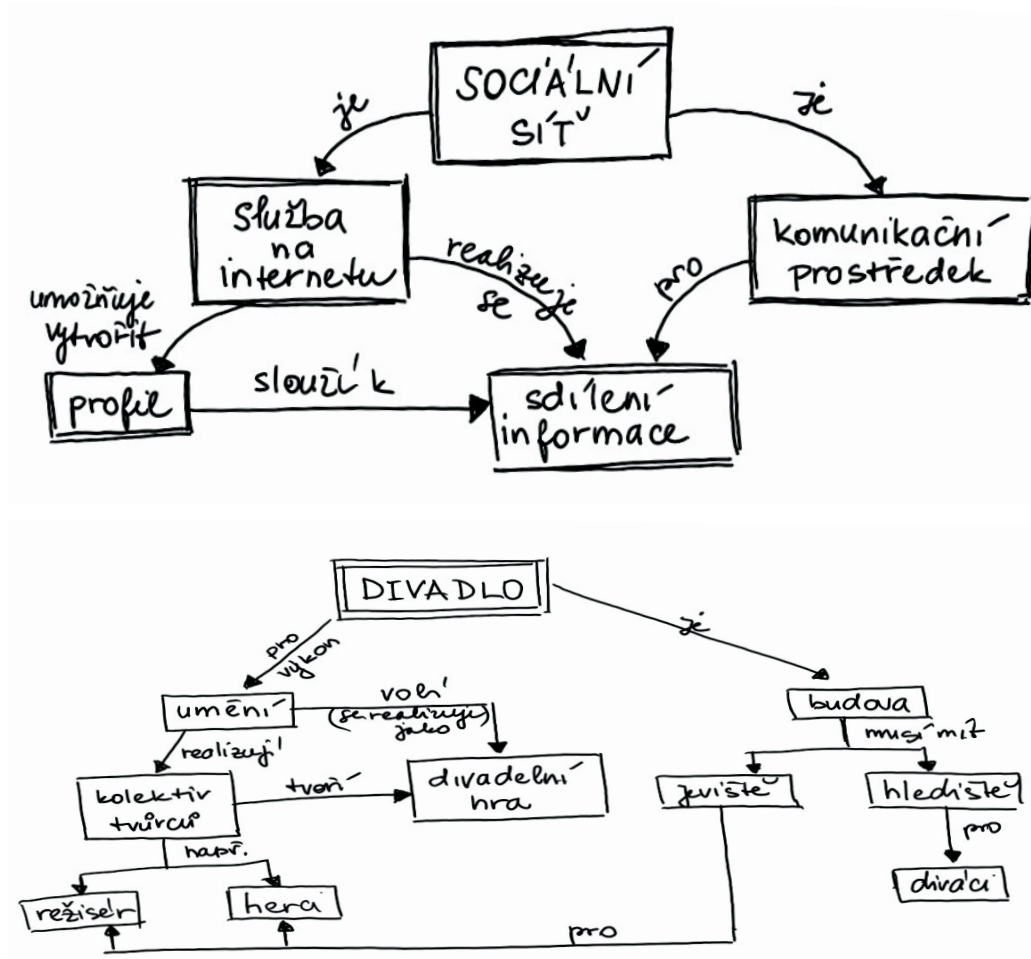 SOCIÁLNÍ
SÍŤ
je
je
služba
na
internetu
komunikační
prostředek
realizuje
se
pro
umožňuje
vytvořit
profil
slouží k
sdílení
informace
DIVADLO
pro
výkon
je
umění
volí
(se realizuje)
jako
budova
musí mít
realizují
kolektiv
tvůrců
tvoří
divadelní
hra
jeviště
hlediště
např.
pro
režisér
herci
diváci
pro